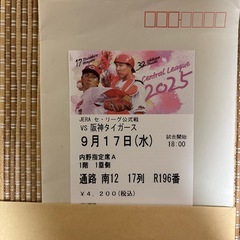 17
32
Central League
2025
JERA セ・リーグ公式戦
VS 阪神タイガース
9月17日(水)
試合開始
18:00
内野指定席A
1階 1塁側
通路 南12 17列 R196番
¥4,200(税込)